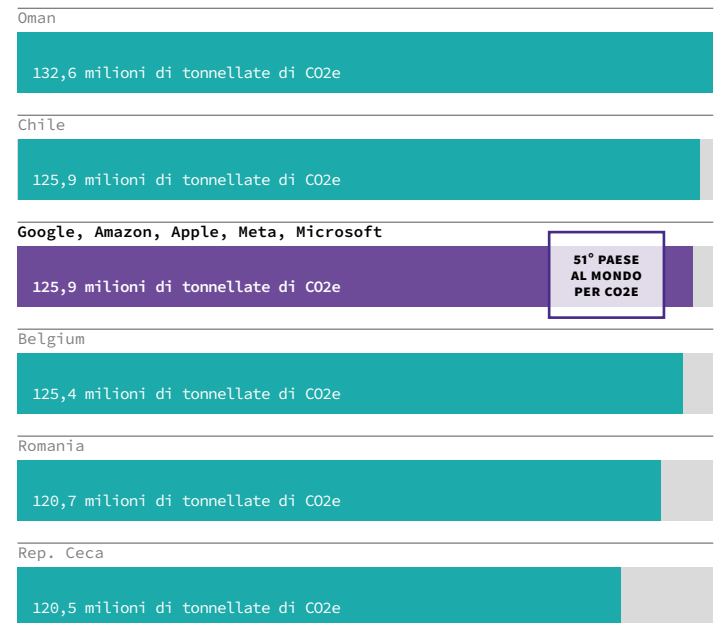 Oman
132,6 milioni di tonnellate di CO2e
Chile
125,9 milioni di tonnellate di CO2e
Google, Amazon, Apple, Meta, Microsoft
125,9 milioni di tonnellate di CO2e
51° PAESE
AL MONDO
PER CO2E
Belgium
125,4 milioni di tonnellate di CO2e
Romania
120,7 milioni di tonnellate di CO2e
Rep. Ceca
120,5 milioni di tonnellate di CO2e